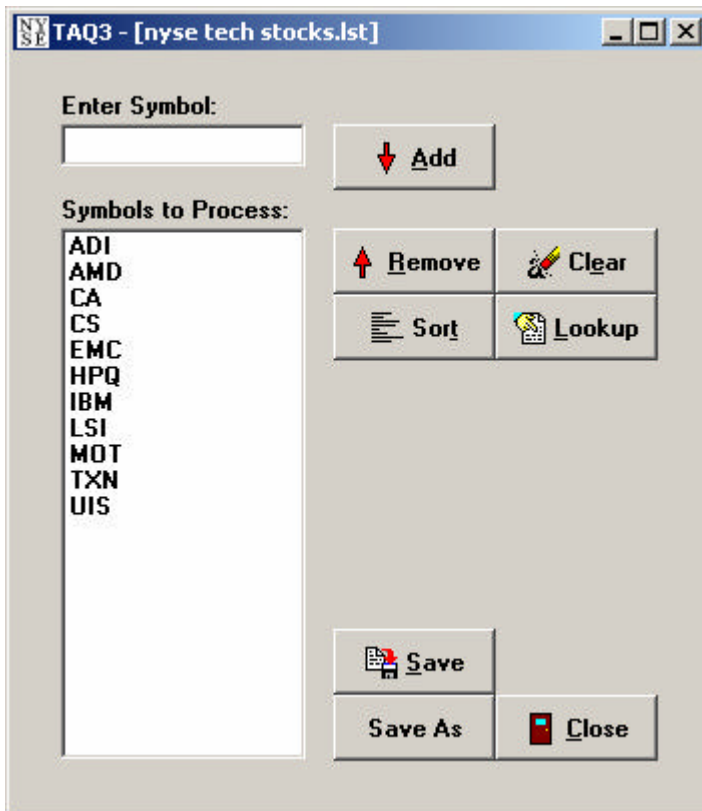 NYSE TAQ3 - [nyse tech stocks.lst]
Enter Symbol:
Add
Symbols to Process:
ADI
AMD
CA
CS
EMC
HPQ
IBM
LSI
MOT
TXN
UIS
Remove
Clear
Sort
Lookup
Save
Save As
Close